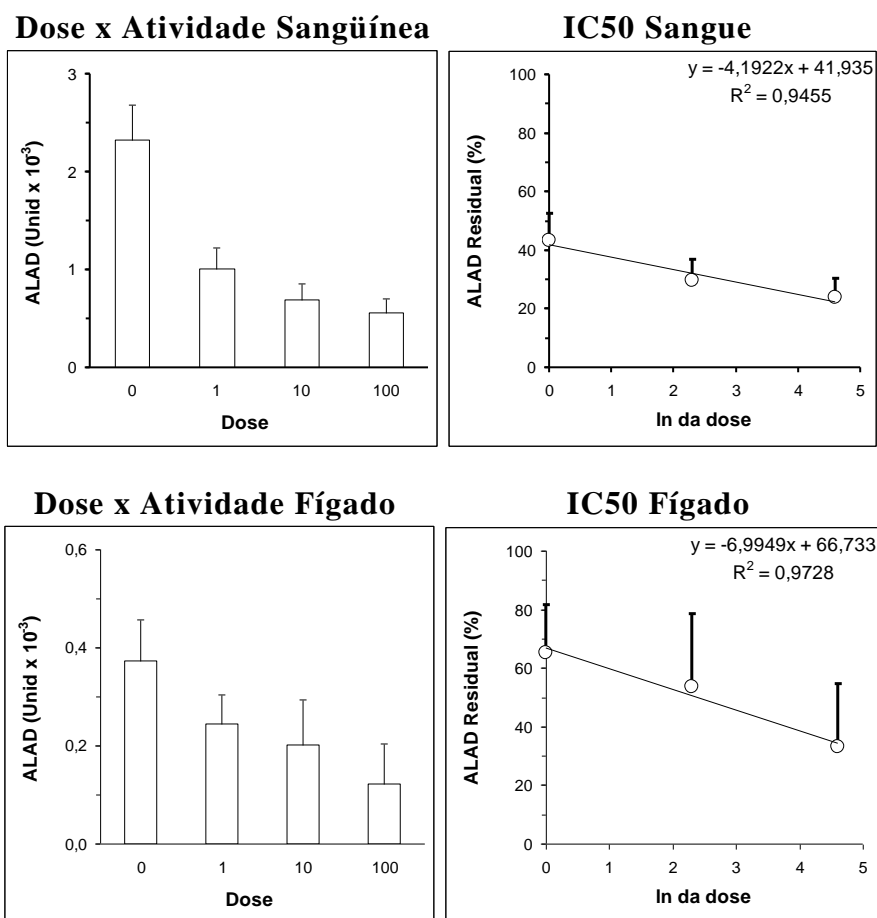 Dose x Atividade Sangüínea
3
2
1
0
ALAD (Unid x 10⁻³)
0 1 10 100
Dose
IC50 Sangue
y = -4,1922x + 41,935
R² = 0,9455
100
80
60
40
20
0
ALAD Residual (%)
0 1 2 3 4 5
ln da dose
Dose x Atividade Fígado
0,6
0,4
0,2
0,0
ALAD (Unid x 10⁻³)
0 1 10 100
Dose
IC50 Fígado
y = -6,9949x + 66,733
R² = 0,9728
100
80
60
40
20
0
ALAD Residual (%)
0 1 2 3 4 5
ln da dose